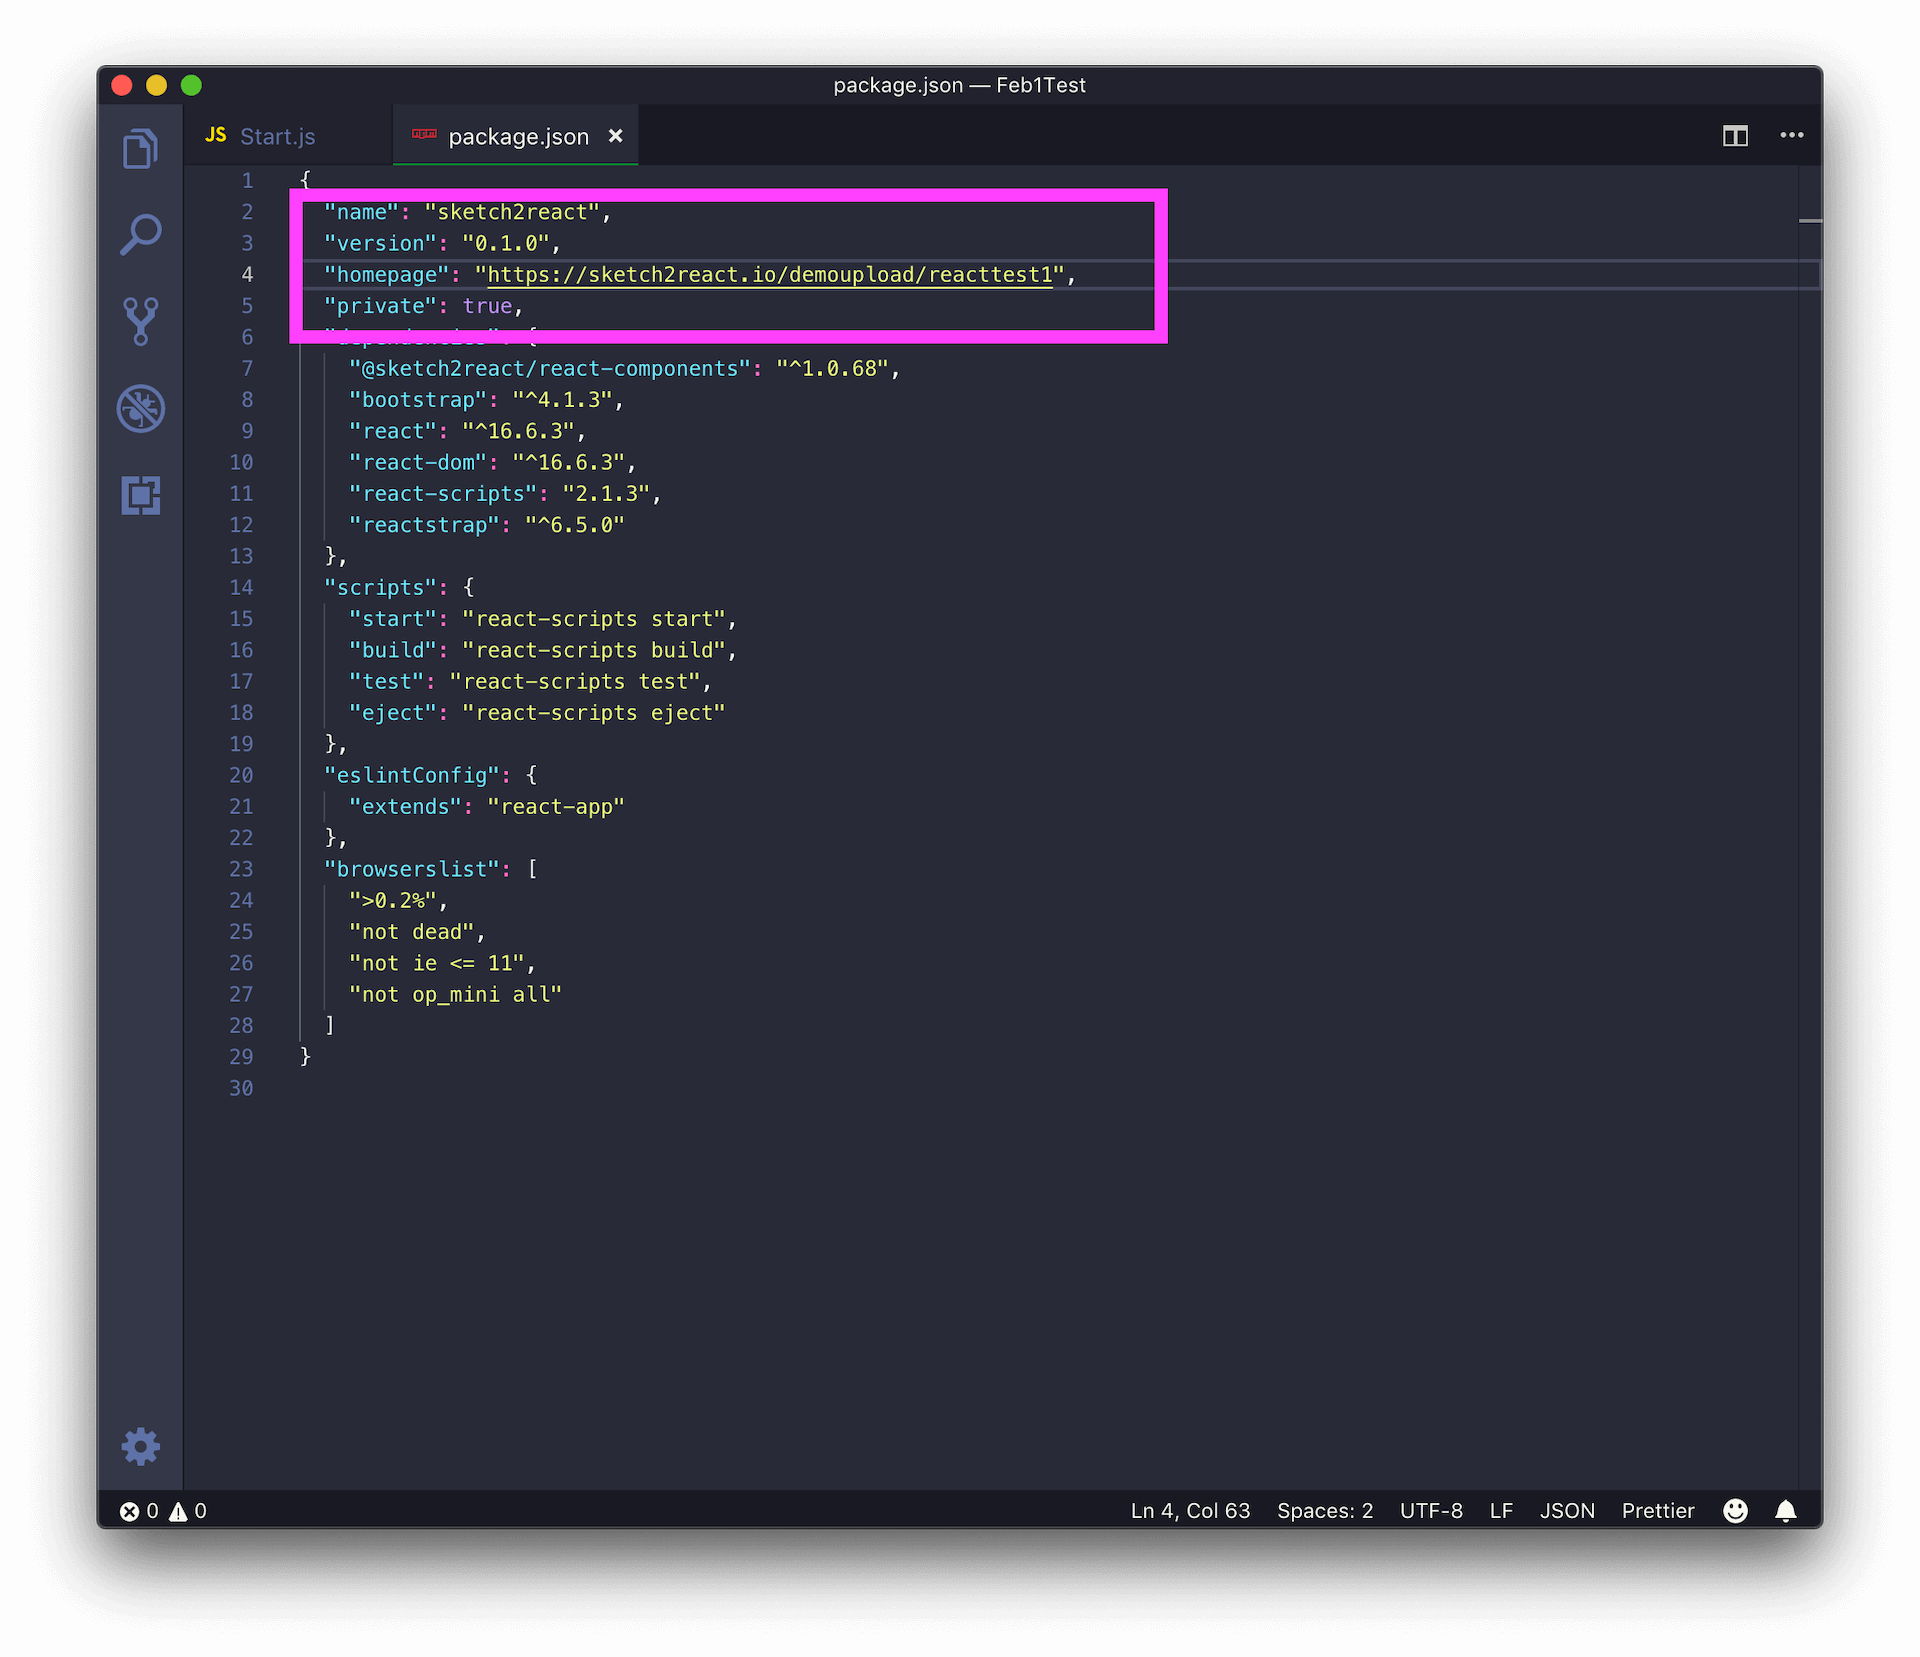 package.json — Feb1Test
JS Start.js
package.json ×
1 {
2 "name": "sketch2react",
3 "version": "0.1.0",
4 "homepage": "https://sketch2react.io/demoupload/reacttest1",
5 "private": true,
6 "dependencies": {
7 "@sketch2react/react-components": "^1.0.68",
8 "bootstrap": "^4.1.3",
9 "react": "^16.6.3",
10 "react-dom": "^16.6.3",
11 "react-scripts": "2.1.3",
12 "reactstrap": "^6.5.0"
13 },
14 "scripts": {
15 "start": "react-scripts start",
16 "build": "react-scripts build",
17 "test": "react-scripts test",
18 "eject": "react-scripts eject"
19 },
20 "eslintConfig": {
21 "extends": "react-app"
22 },
23 "browserslist": [
24 ">0.2%",
25 "not dead",
26 "not ie <= 11",
27 "not op_mini all"
28 ]
29 }
30
0 0 Ln 4, Col 63 Spaces: 2 UTF-8 LF JSON Prettier